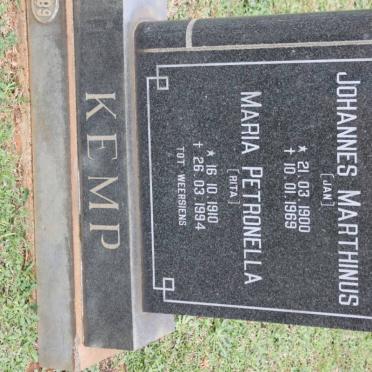 JOHANNES MARTHINUS
[JAN]
★ 21.03.1900
† 10.01.1969
MARIA PETRONELLA
[RITA]
★ 16.10.1910
† 26.03.1994
TOT WEERSIENS
KEMP